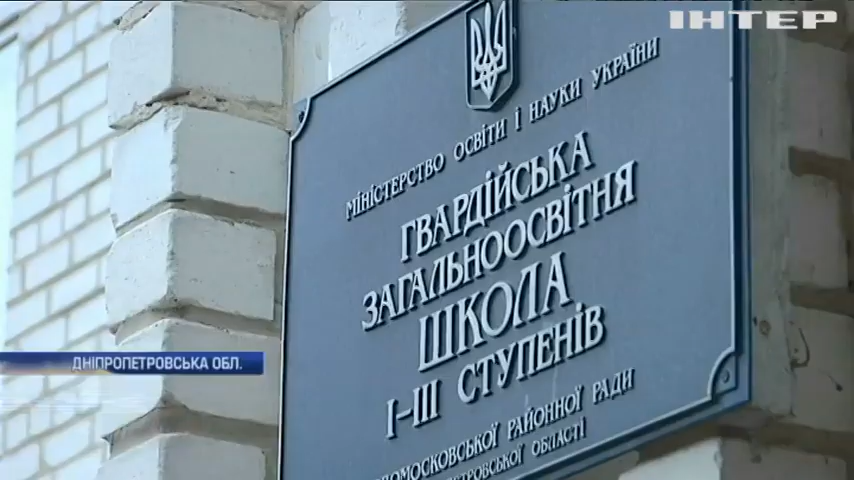 ІНТЕР
МІНІСТЕРСТВО ОСВІТИ І НАУКИ УКРАЇНИ
ГВАРДІЙСЬКА
ЗАГАЛЬНООСВІТНЯ
ШКОЛА
І-ІІІ СТУПЕНІВ
РАЙОННОЇ РАДИ
ОБЛАСТІ
ДНІПРОПЕТРОВСЬКА ОБЛ.